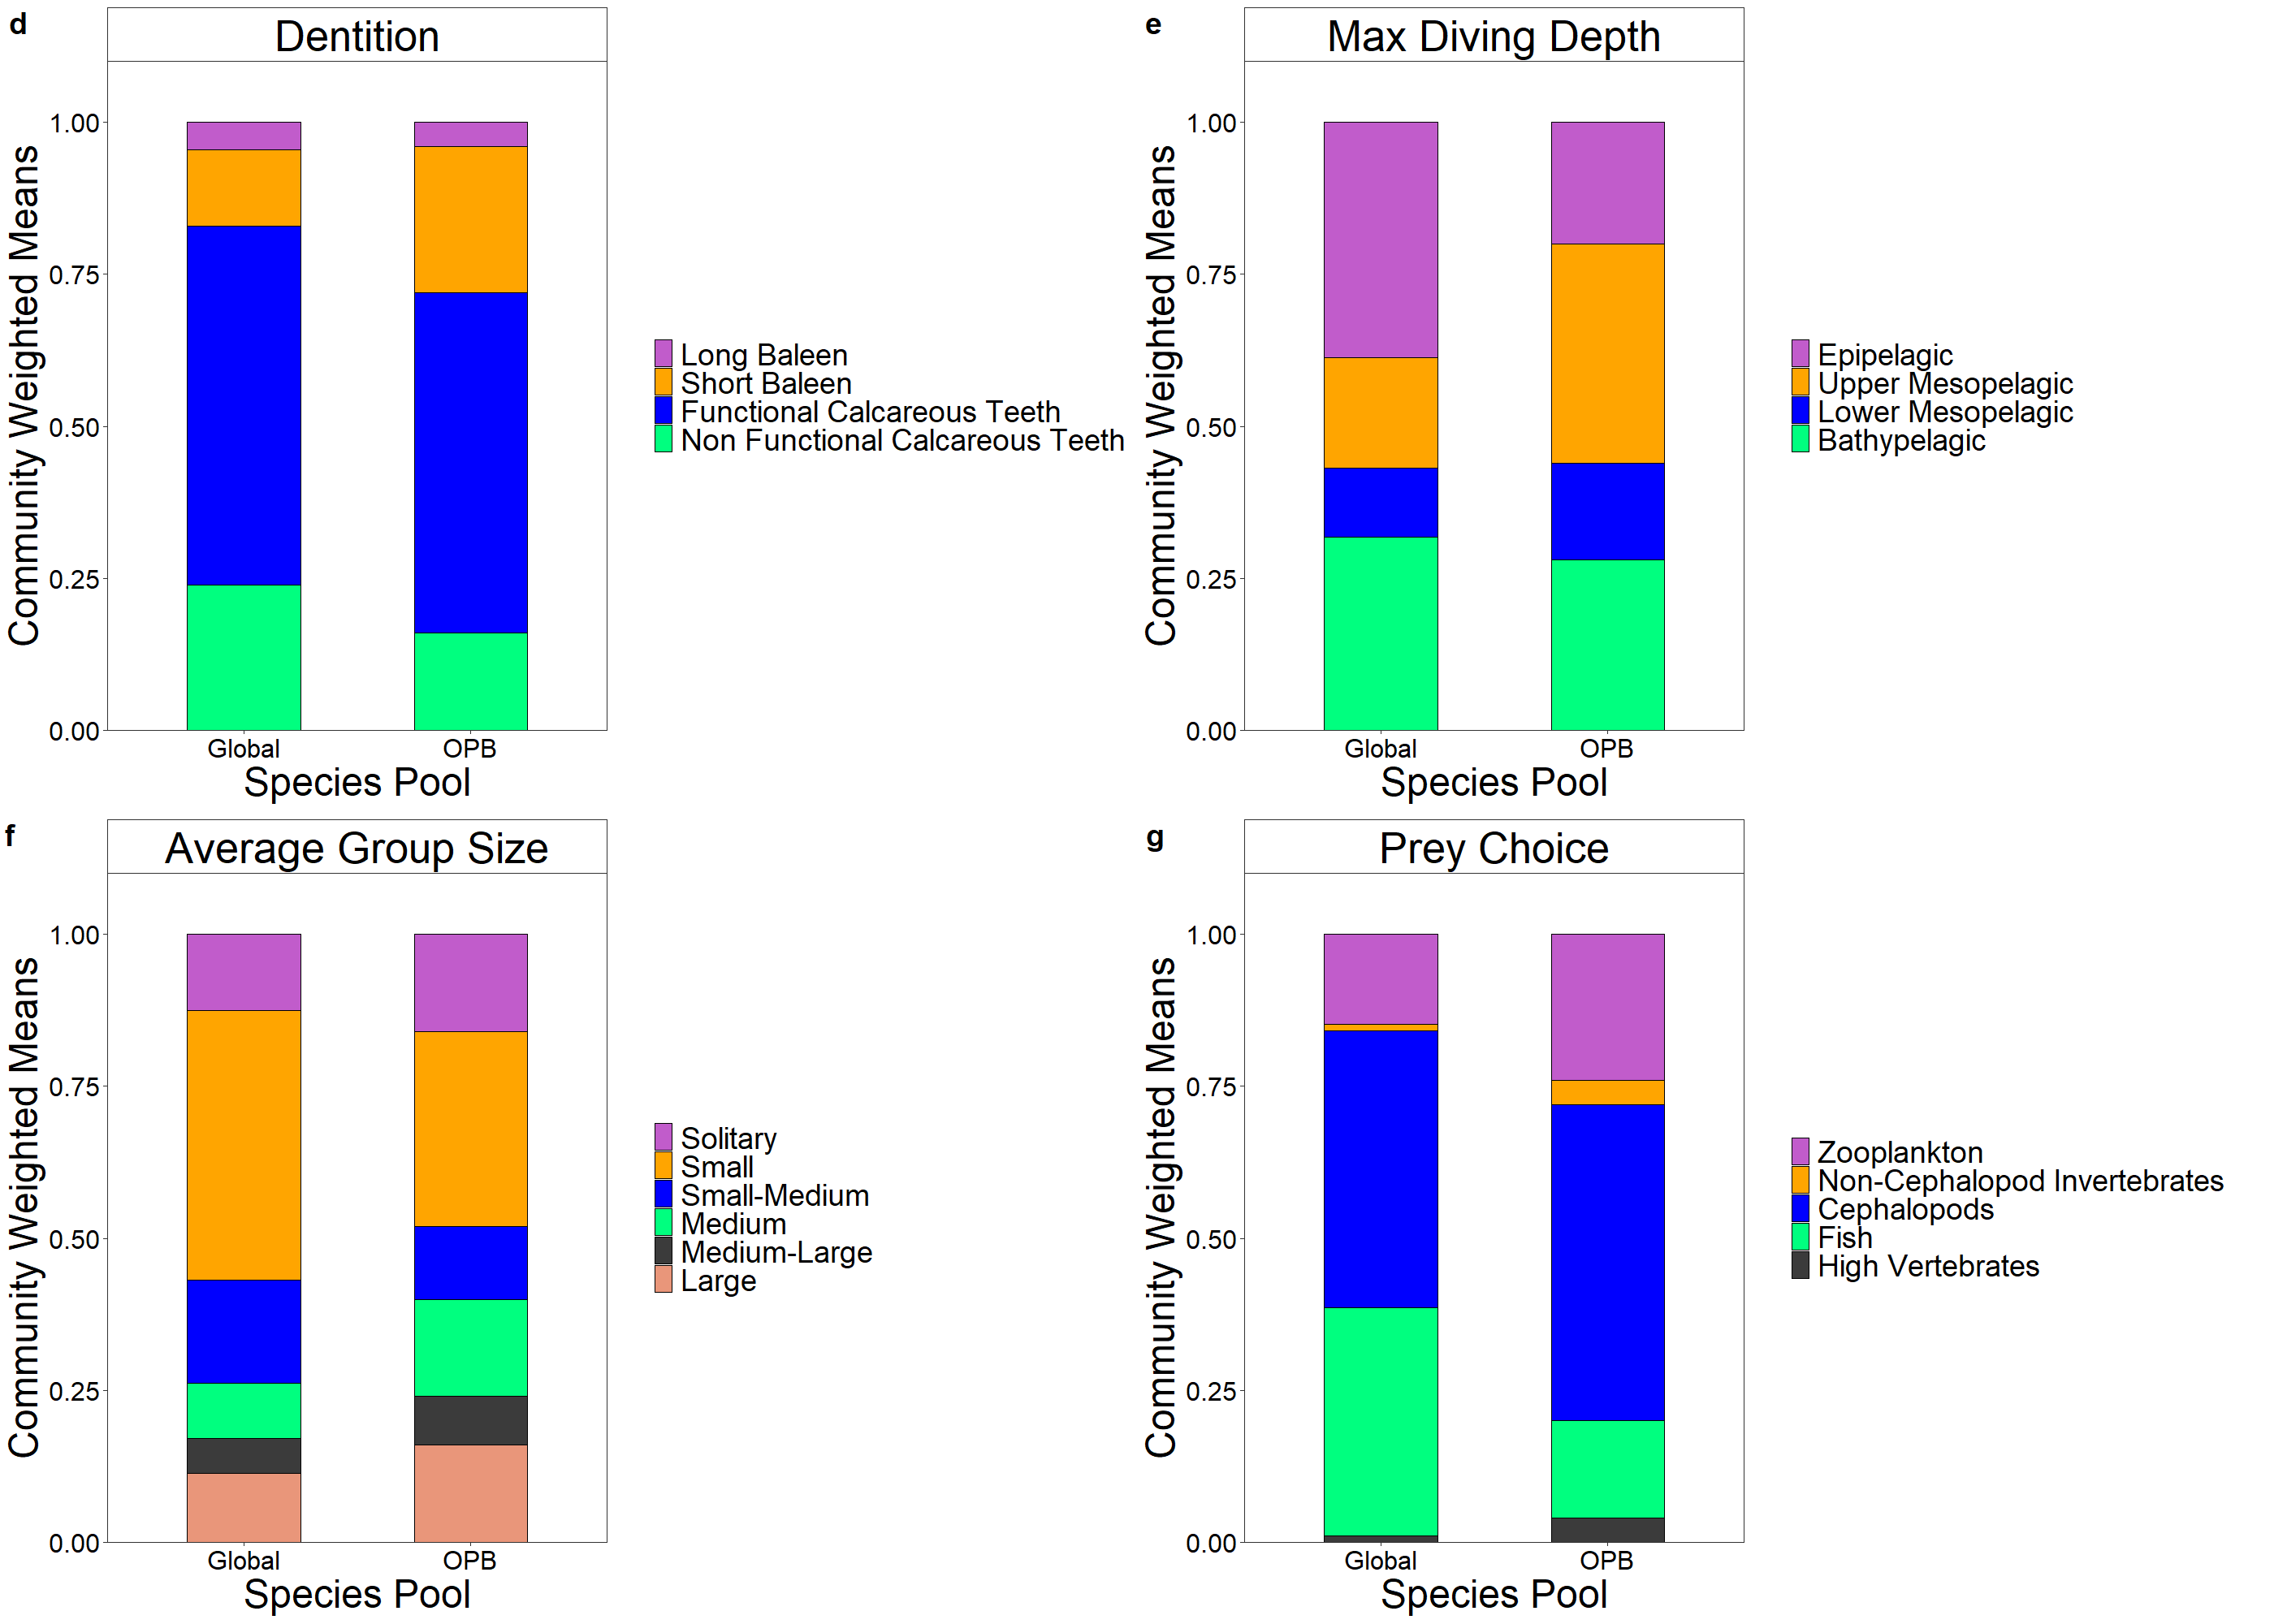 d
Dentition
Community Weighted Means
1.00
0.75
0.50
0.25
0.00
Global
OPB
Species Pool
Long Baleen
Short Baleen
Functional Calcareous Teeth
Non Functional Calcareous Teeth
e
Max Diving Depth
Community Weighted Means
1.00
0.75
0.50
0.25
0.00
Global
OPB
Species Pool
Epipelagic
Upper Mesopelagic
Lower Mesopelagic
Bathypelagic
f
Average Group Size
Community Weighted Means
1.00
0.75
0.50
0.25
0.00
Global
OPB
Species Pool
Solitary
Small
Small-Medium
Medium
Medium-Large
Large
g
Prey Choice
Community Weighted Means
1.00
0.75
0.50
0.25
0.00
Global
OPB
Species Pool
Zooplankton
Non-Cephalopod Invertebrates
Cephalopods
Fish
High Vertebrates